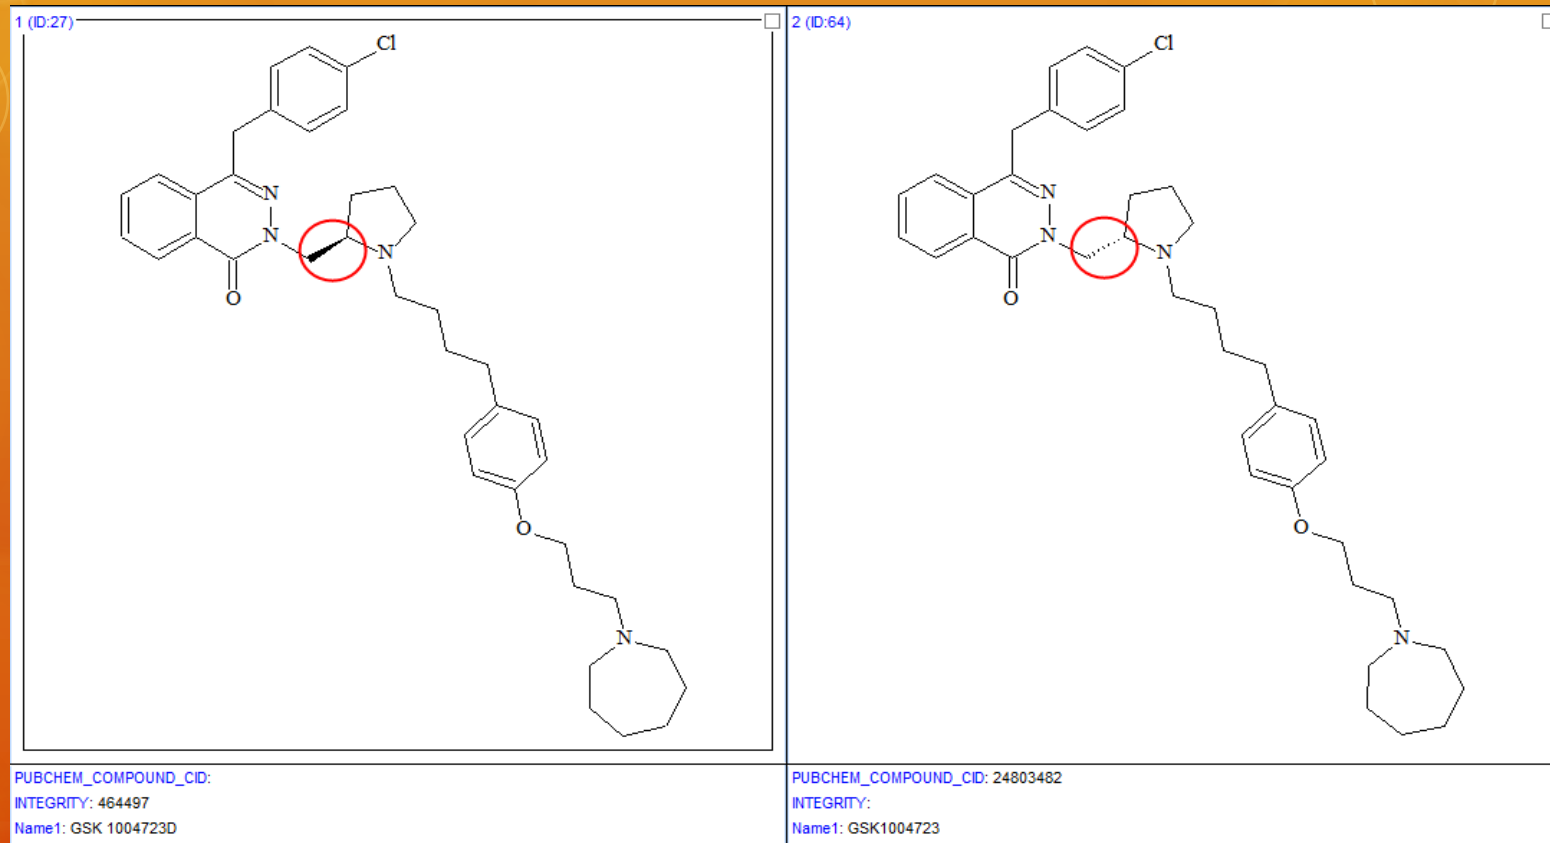 1 (ID:27)
Cl
N
N
N
O
O
N
PUBCHEM_COMPOUND_CID:
INTEGRITY: 464497
Name1: GSK 1004723D
2 (ID:64)
Cl
N
N
N
O
O
N
PUBCHEM_COMPOUND_CID: 24803482
INTEGRITY:
Name1: GSK1004723